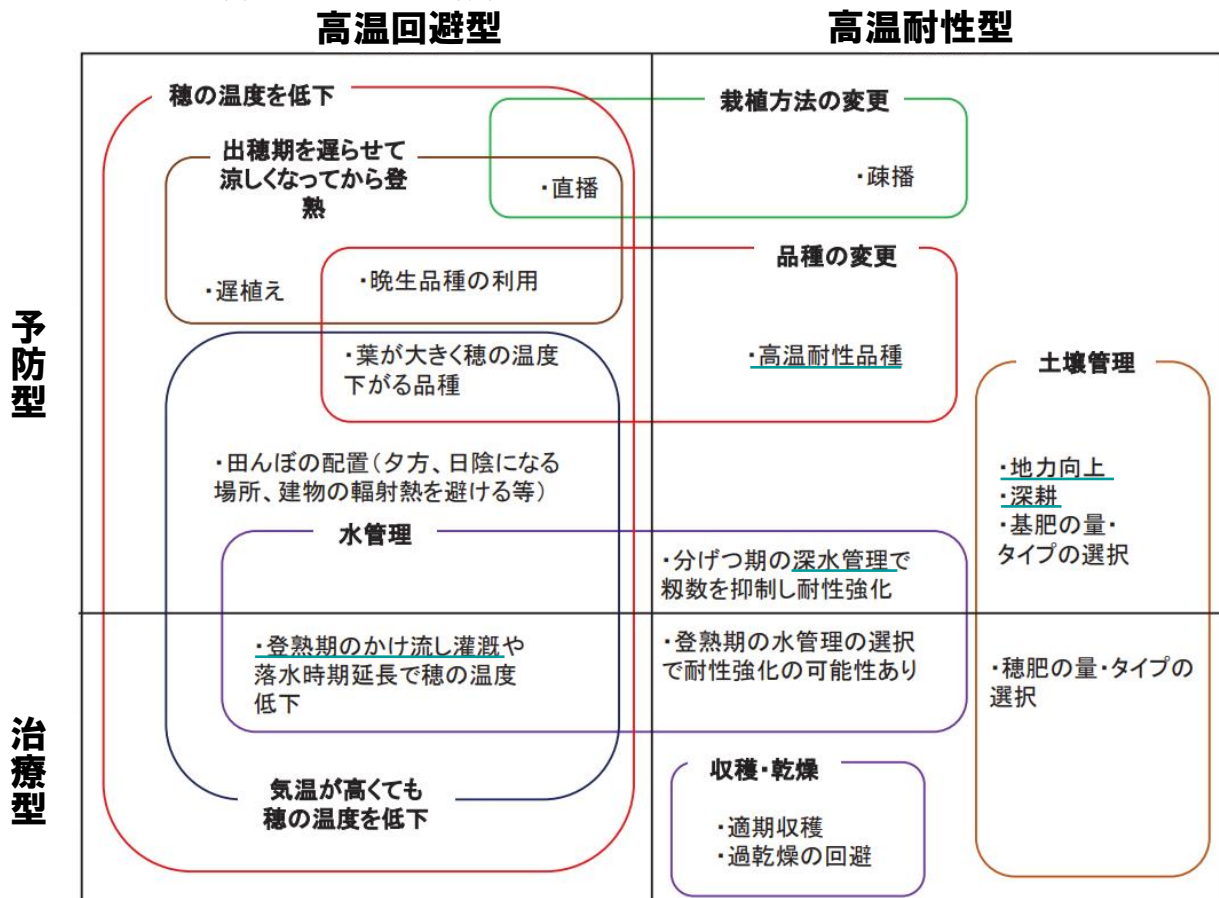 高温回避型
高温耐性型
予防型
治療型
穂の温度を低下
栽植方法の変更
出穂期を遅らせて
涼しくなってから登
熟
・直播
・疎播
品種の変更
・遅植え
・晩生品種の利用
・葉が大きく穂の温度
下がる品種
・高温耐性品種
土壌管理
・田んぼの配置(夕方、日陰になる
場所、建物の輻射熱を避ける等)
・地力向上
・深耕
・基肥の量・
タイプの選択
水管理
・分げつ期の深水管理で
籾数を抑制し耐性強化
・登熟期のかけ流し灌漑や
落水時期延長で穂の温度
低下
・登熟期の水管理の選択
で耐性強化の可能性あり
・穂肥の量・タイプの
選択
気温が高くても
穂の温度を低下
収穫・乾燥
・適期収穫
・過乾燥の回避